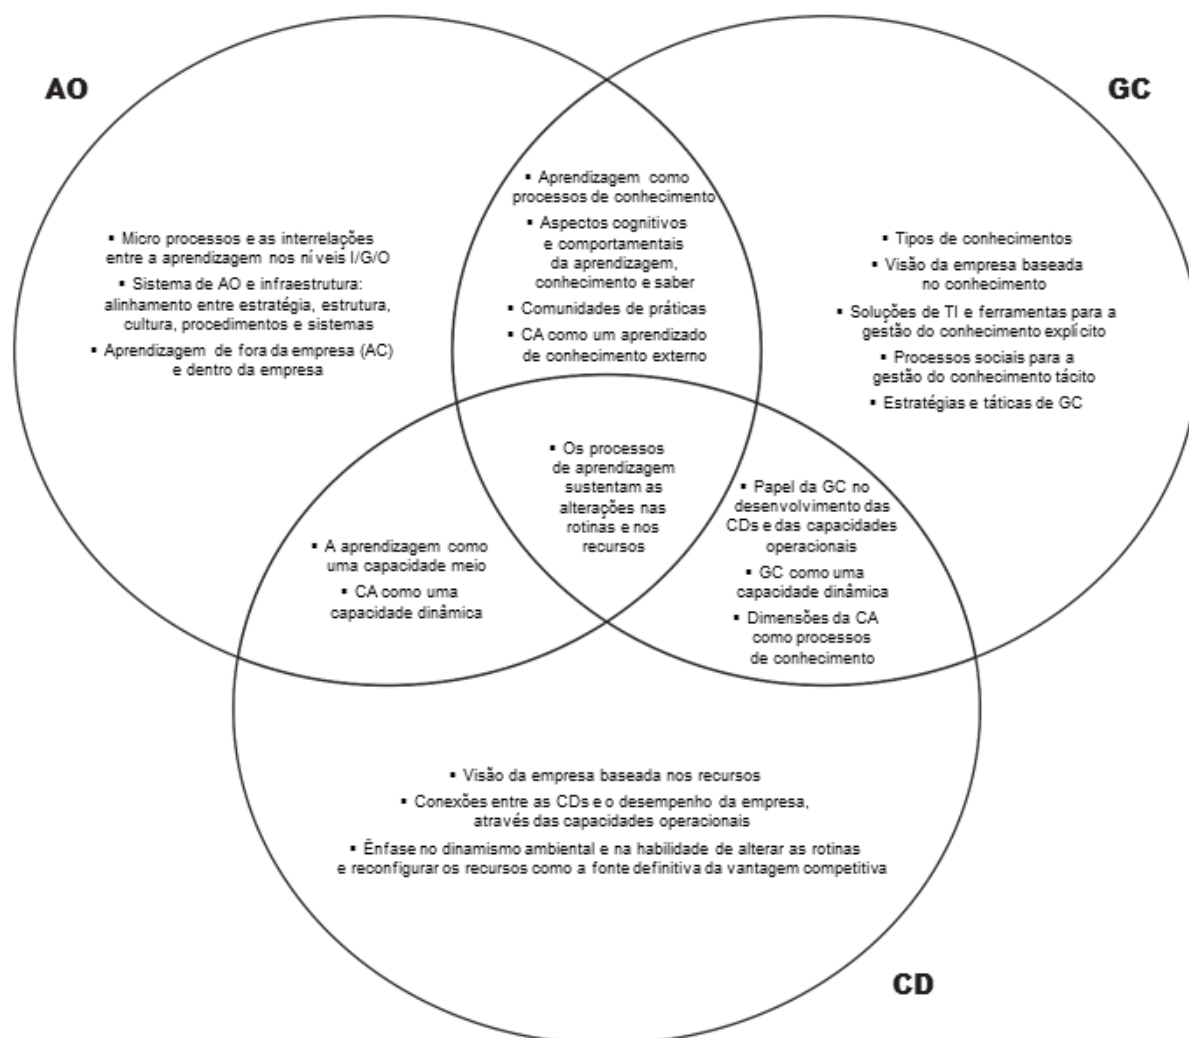 AO
GC
▪ Aprendizagem como
processos de conhecimento
▪ Aspectos cognitivos
e comportamentais
da aprendizagem,
conhecimento e saber
▪ Comunidades de práticas
▪ CA como um aprendizado
de conhecimento externo
▪ Micro processos e as interrelações
entre a aprendizagem nos níveis I/G/O
▪ Sistema de AO e infraestrutura:
alinhamento entre estratégia, estrutura,
cultura, procedimentos e sistemas
▪ Aprendizagem de fora da empresa (AC)
e dentro da empresa
▪ Tipos de conhecimentos
▪ Visão da empresa baseada
no conhecimento
▪ Soluções de TI e ferramentas para a
gestão do conhecimento explícito
▪ Processos sociais para a
gestão do conhecimento tácito
▪ Estratégias e táticas de GC
▪ Os processos
de aprendizagem
sustentam as
alterações nas
rotinas e nos
recursos
▪ Papel da GC no
desenvolvimento das
CDs e das capacidades
operacionais
▪ GC como uma
capacidade dinâmica
▪ Dimensões da CA
como processos
de conhecimento
▪ A aprendizagem como
uma capacidade meio
▪ CA como uma
capacidade dinâmica
▪ Visão da empresa baseada nos recursos
▪ Conexões entre as CDs e o desempenho da empresa,
através das capacidades operacionais
▪ Ênfase no dinamismo ambiental e na habilidade de alterar as rotinas
e reconfigurar os recursos como a fonte definitiva da vantagem competitiva
CD